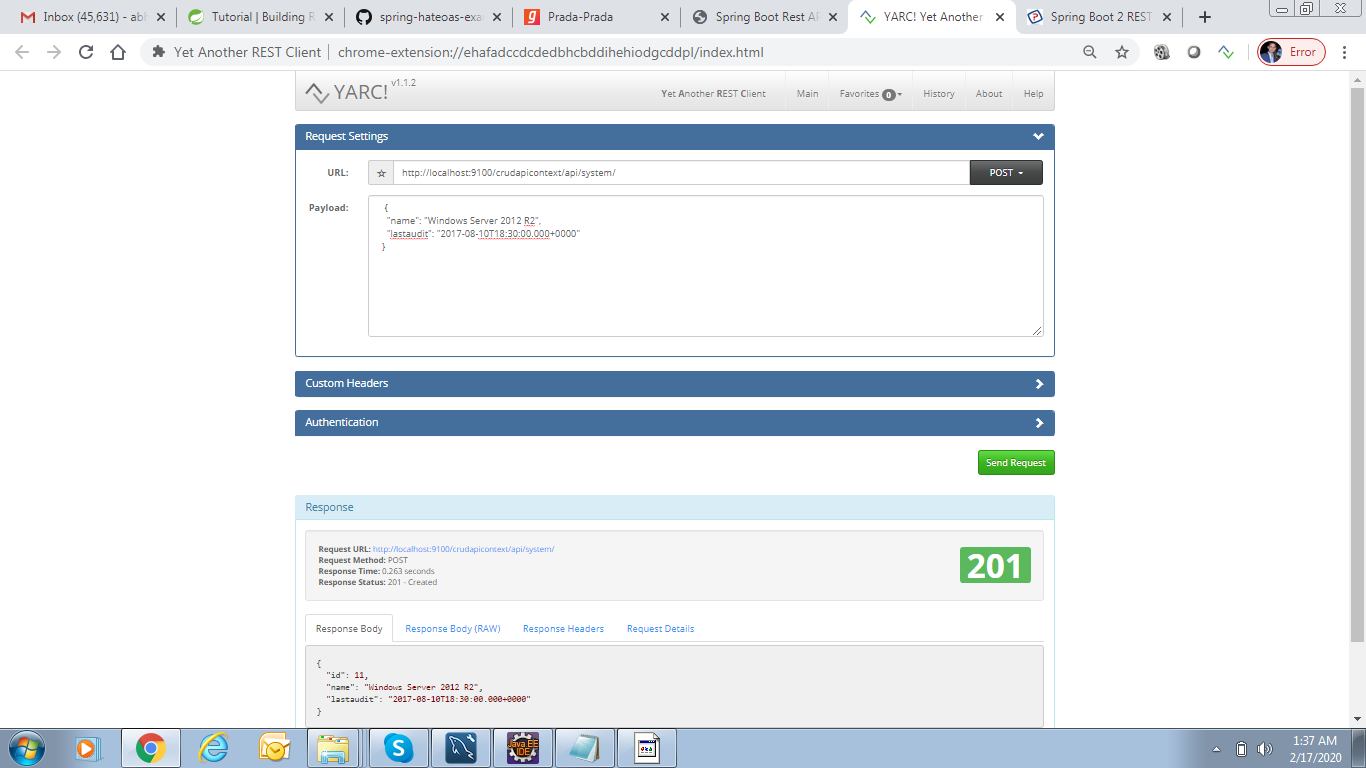 Inbox (45,631) - abh
Tutorial | Building R
spring-hateoas-exa
Prada-Prada
Spring Boot Rest AP
YARC! Yet Another
Spring Boot 2 REST
Yet Another REST Client | chrome-extension://ehafadccdcdedbhcbddihehiodgcddpl/index.html
Error
YARC! v1.1.2
Yet Another REST Client
Main
Favorites 0
History
About
Help
Request Settings
URL: http://localhost:9100/crudapicontext/api/system/ POST
Payload:
{
"name": "Windows Server 2012 R2",
"lastaudit": "2017-08-10T18:30:00.000+0000"
}
Custom Headers
Authentication
Send Request
Response
Request URL: http://localhost:9100/crudapicontext/api/system/
Request Method: POST
Response Time: 0.263 seconds
Response Status: 201 - Created
201
Response Body
Response Body (RAW)
Response Headers
Request Details
{
"id": 11,
"name": "Windows Server 2012 R2",
"lastaudit": "2017-08-10T18:30:00.000+0000"
}
Java EE
IDE
1:37 AM
2/17/2020